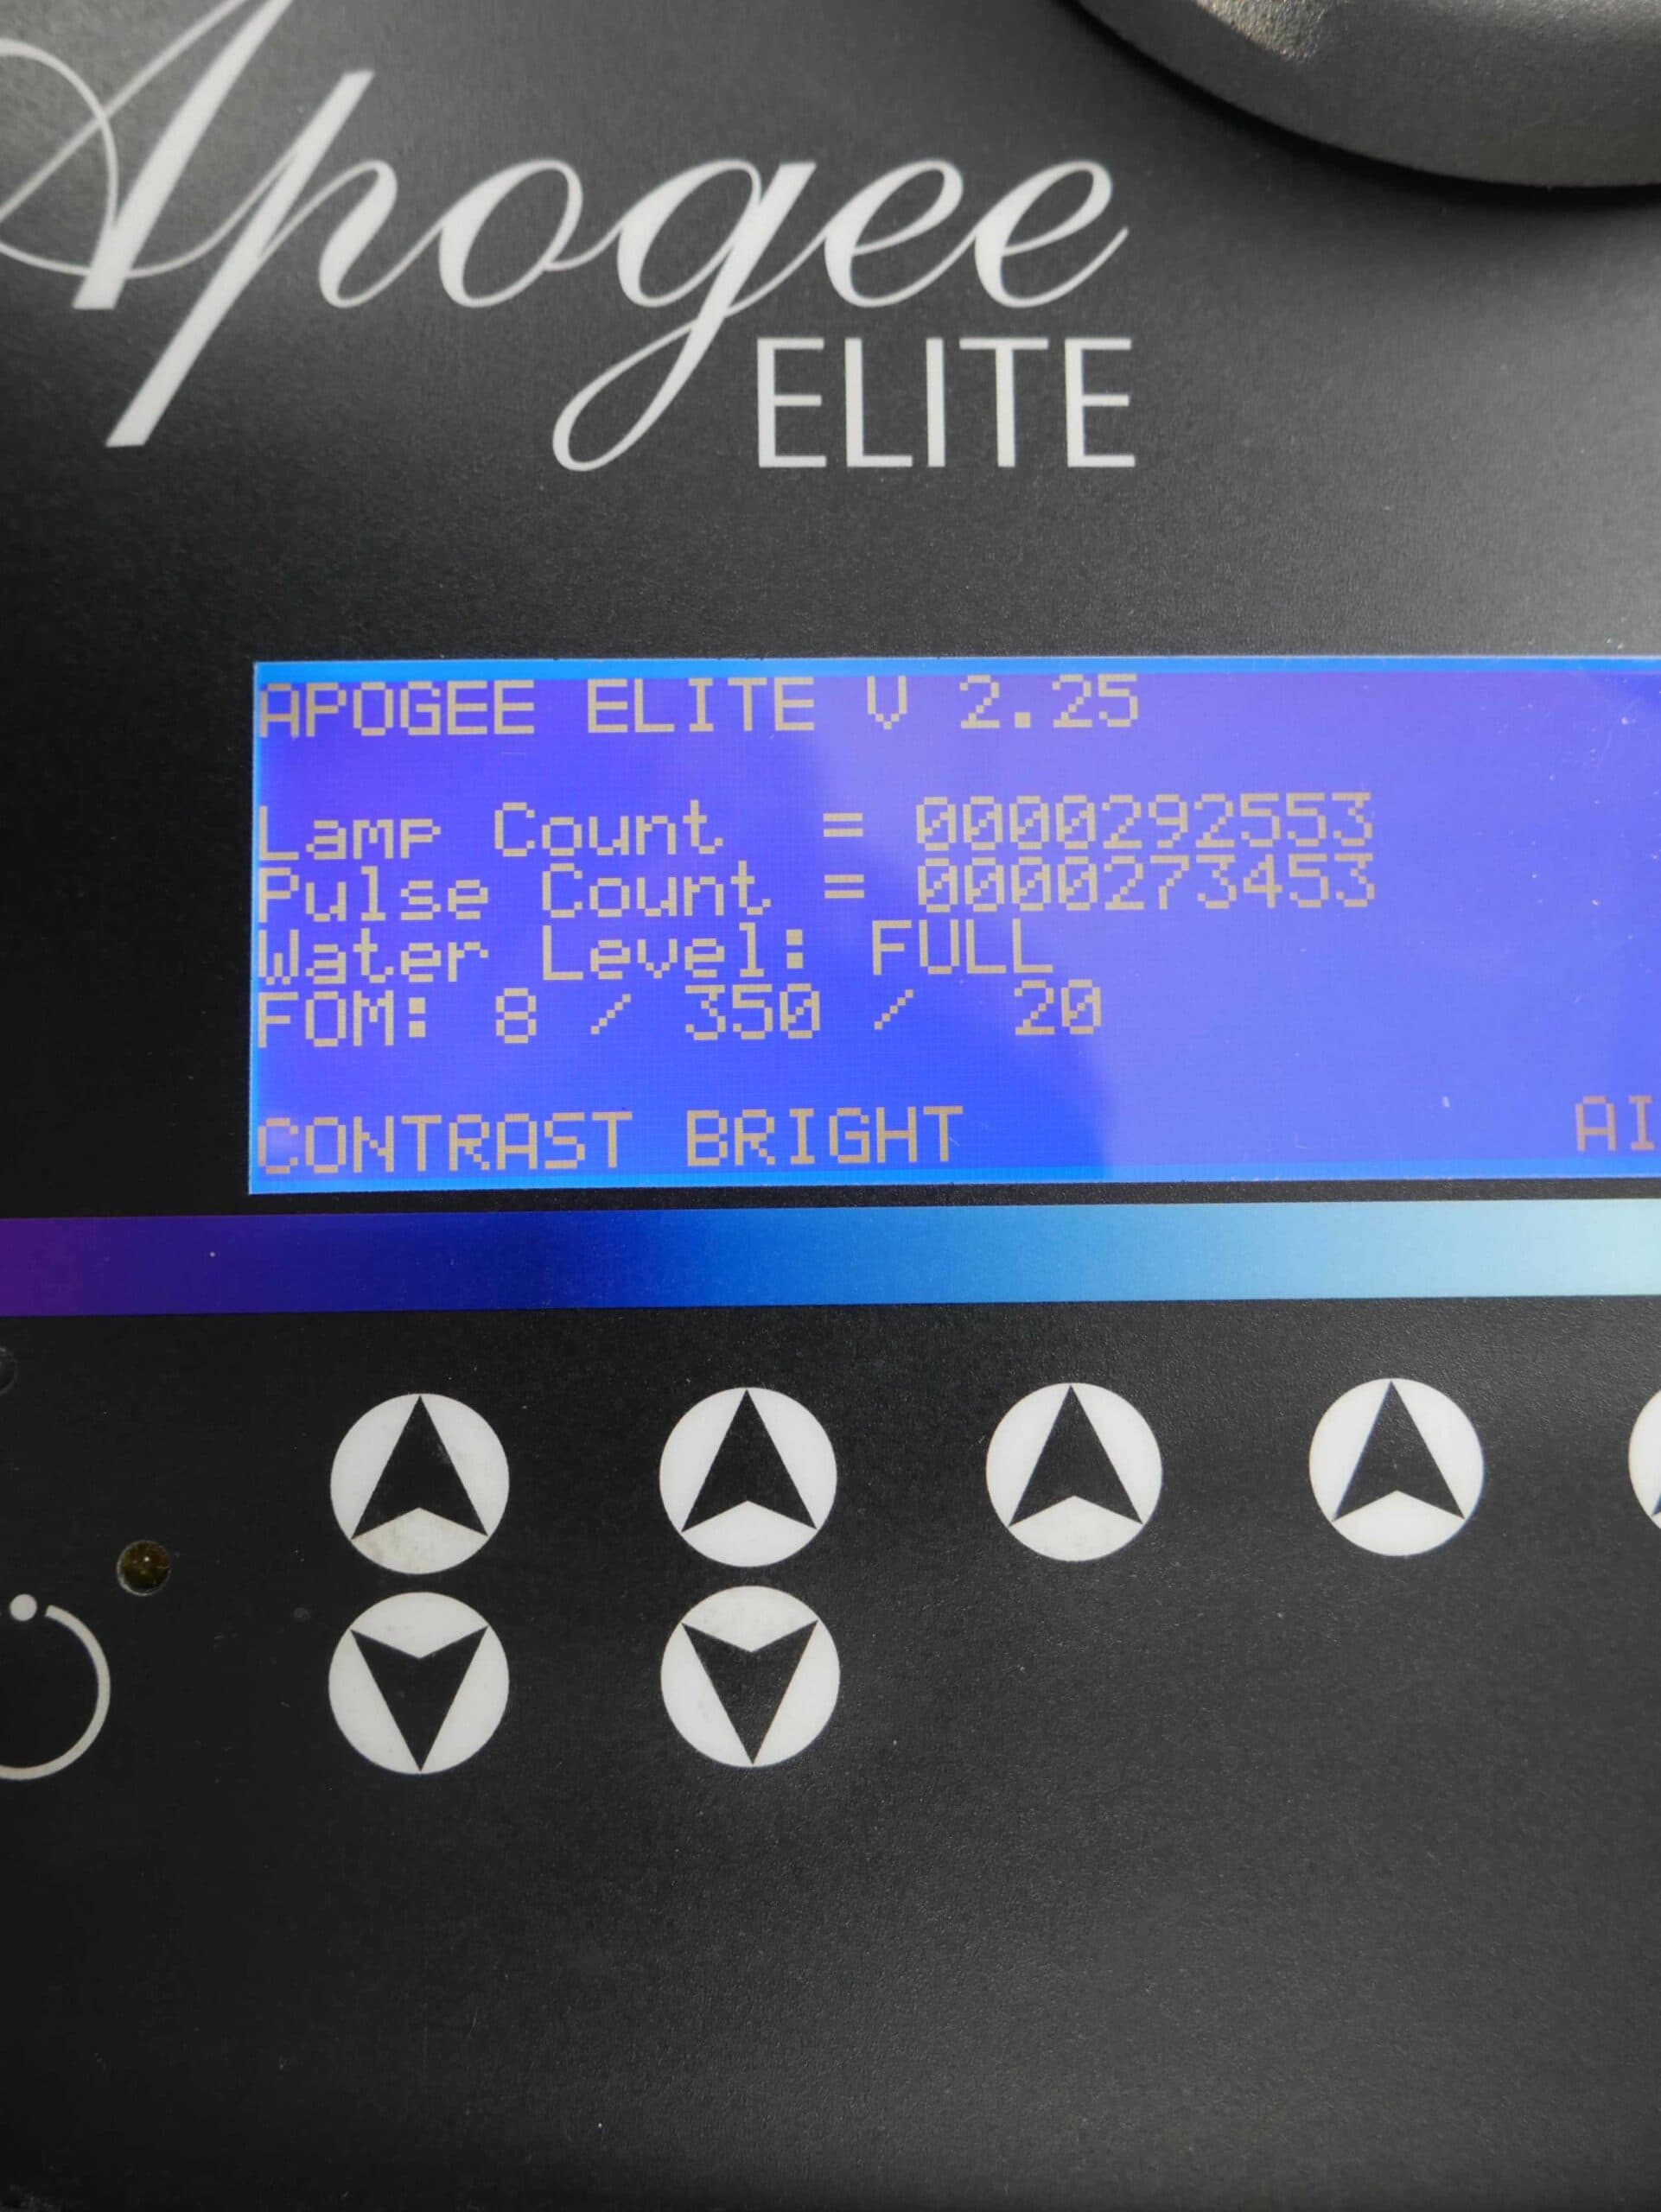 Apogee
ELITE
APOGEE ELITE V 2.25
Lamp Count = 0000292553
Pulse Count = 0000273453
Water Level: FULL
FOM: 8 / 350 / 20
CONTRAST BRIGHT